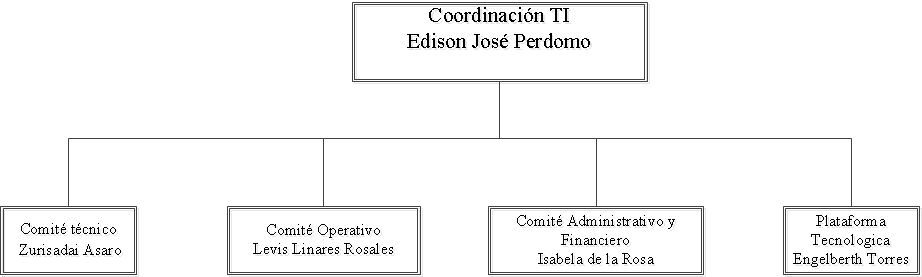 Coordinación TI
Edison José Perdomo
Comité técnico
Zurisadai Asaro
Comité Operativo
Levis Linares Rosales
Comité Administrativo y
Financiero
Isabela de la Rosa
Plataforma
Tecnologica
Engelberth Torres